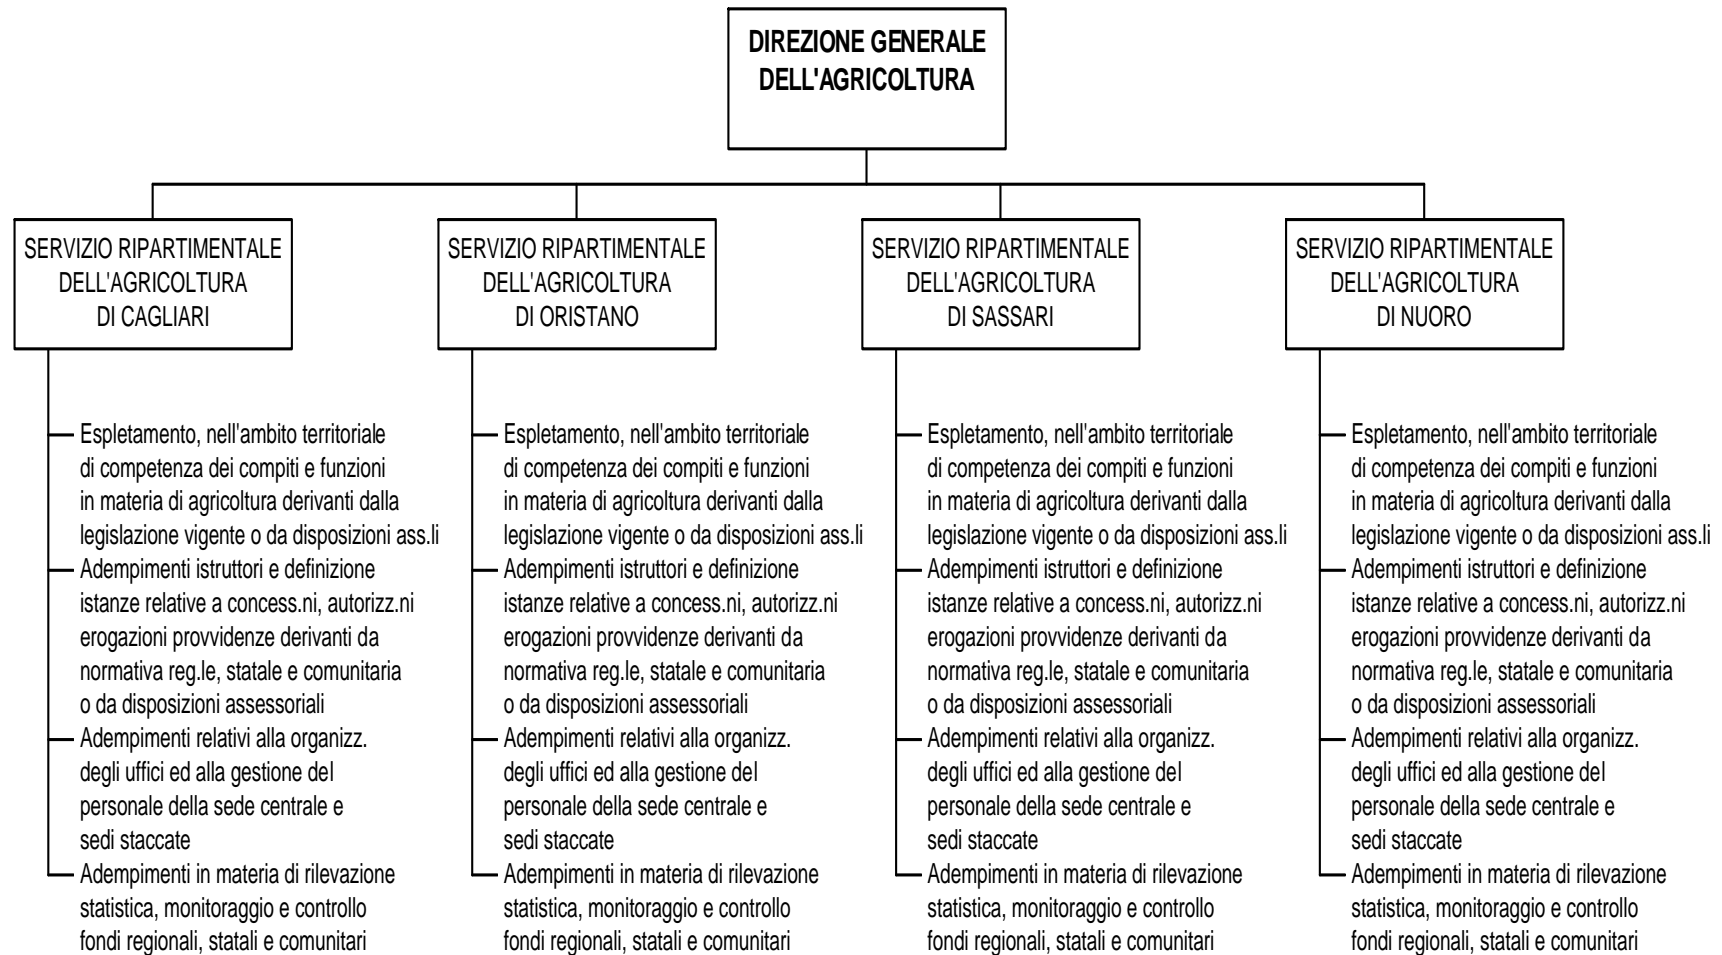 DIREZIONE GENERALE
DELL'AGRICOLTURA
SERVIZIO RIPARTIMENTALE
DELL'AGRICOLTURA
DI CAGLIARI
Espletamento, nell'ambito territoriale
di competenza dei compiti e funzioni
in materia di agricoltura derivanti dalla
legislazione vigente o da disposizioni ass.li
Adempimenti istruttori e definizione
istanze relative a concess.ni, autorizz.ni
erogazioni provvidenze derivanti da
normativa reg.le, statale e comunitaria
o da disposizioni assessoriali
Adempimenti relativi alla organizz.
degli uffici ed alla gestione del
personale della sede centrale e
sedi staccate
Adempimenti in materia di rilevazione
statistica, monitoraggio e controllo
fondi regionali, statali e comunitari
SERVIZIO RIPARTIMENTALE
DELL'AGRICOLTURA
DI ORISTANO
Espletamento, nell'ambito territoriale
di competenza dei compiti e funzioni
in materia di agricoltura derivanti dalla
legislazione vigente o da disposizioni ass.li
Adempimenti istruttori e definizione
istanze relative a concess.ni, autorizz.ni
erogazioni provvidenze derivanti da
normativa reg.le, statale e comunitaria
o da disposizioni assessoriali
Adempimenti relativi alla organizz.
degli uffici ed alla gestione del
personale della sede centrale e
sedi staccate
Adempimenti in materia di rilevazione
statistica, monitoraggio e controllo
fondi regionali, statali e comunitari
SERVIZIO RIPARTIMENTALE
DELL'AGRICOLTURA
DI SASSARI
Espletamento, nell'ambito territoriale
di competenza dei compiti e funzioni
in materia di agricoltura derivanti dalla
legislazione vigente o da disposizioni ass.li
Adempimenti istruttori e definizione
istanze relative a concess.ni, autorizz.ni
erogazioni provvidenze derivanti da
normativa reg.le, statale e comunitaria
o da disposizioni assessoriali
Adempimenti relativi alla organizz.
degli uffici ed alla gestione del
personale della sede centrale e
sedi staccate
Adempimenti in materia di rilevazione
statistica, monitoraggio e controllo
fondi regionali, statali e comunitari
SERVIZIO RIPARTIMENTALE
DELL'AGRICOLTURA
DI NUORO
Espletamento, nell'ambito territoriale
di competenza dei compiti e funzioni
in materia di agricoltura derivanti dalla
legislazione vigente o da disposizioni ass.li
Adempimenti istruttori e definizione
istanze relative a concess.ni, autorizz.ni
erogazioni provvidenze derivanti da
normativa reg.le, statale e comunitaria
o da disposizioni assessoriali
Adempimenti relativi alla organizz.
degli uffici ed alla gestione del
personale della sede centrale e
sedi staccate
Adempimenti in materia di rilevazione
statistica, monitoraggio e controllo
fondi regionali, statali e comunitari